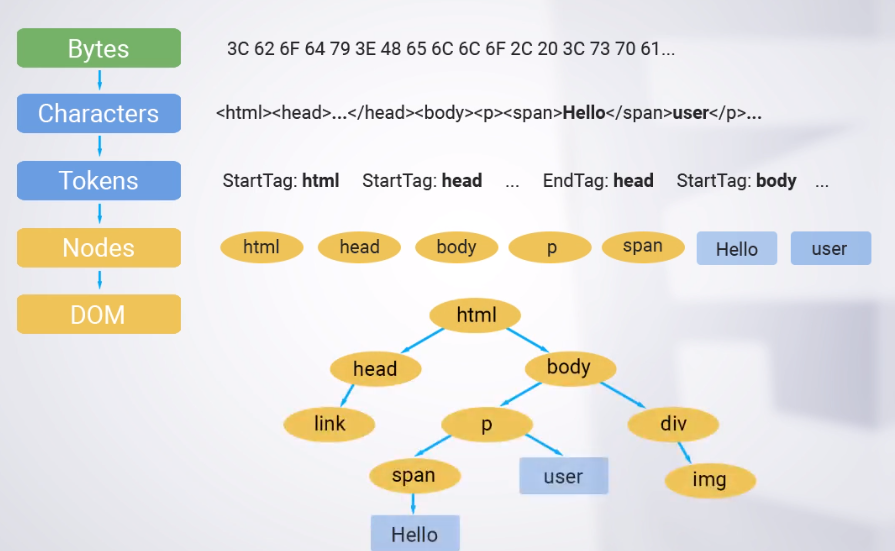 Bytes
3C 62 6F 64 79 3E 48 65 6C 6C 6F 2C 20 3C 73 70 61...
Characters
<html><head>...</head><body><p><span>Hello</span>user</p>...
Tokens
StartTag: html StartTag: head ... EndTag: head StartTag: body ...
Nodes
html head body p span Hello user
DOM
html
head body
link p div
span user img
Hello